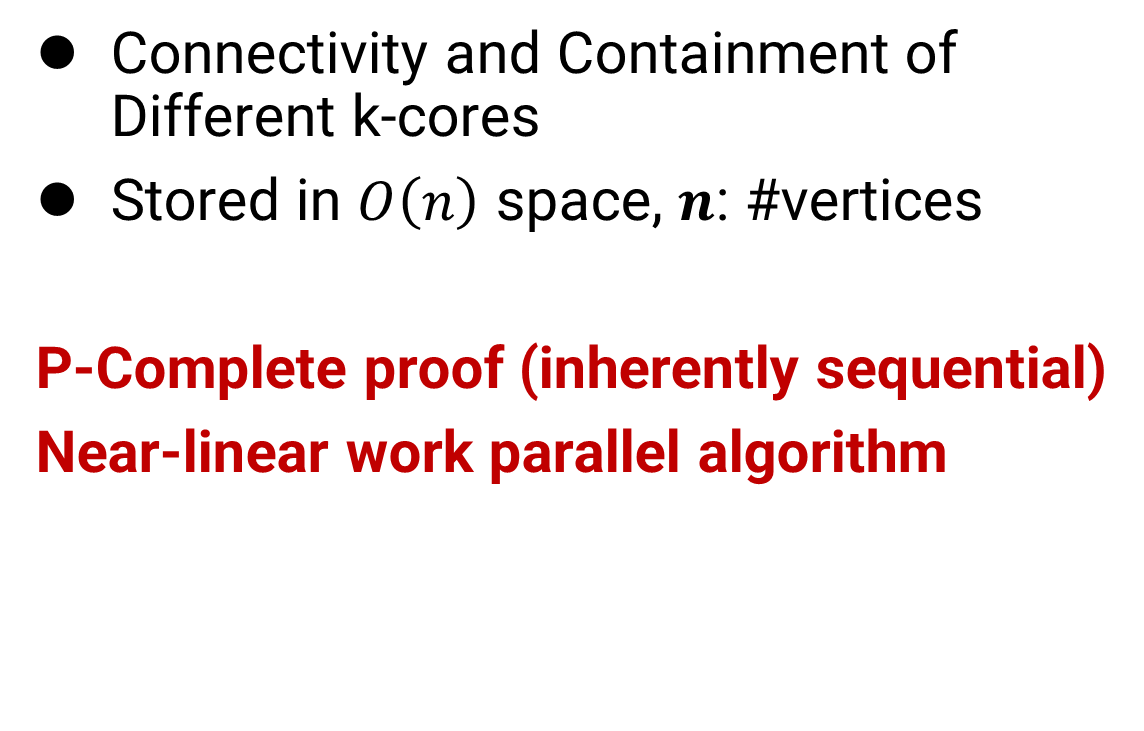 ● Connectivity and Containment of
Different k-cores
● Stored in O(n) space, n: #vertices
P-Complete proof (inherently sequential)
Near-linear work parallel algorithm